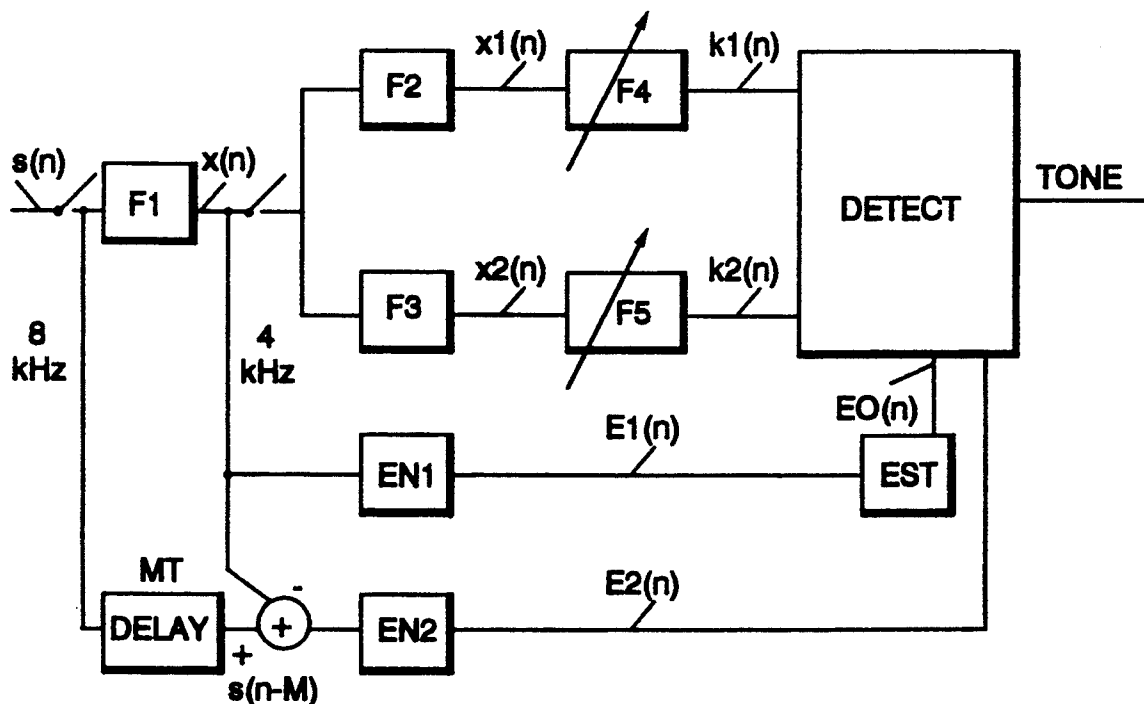 x1(n)
k1(n)
F2
F4
s(n)
F1
x(n)
DETECT
TONE
F3
x2(n)
F5
k2(n)
8
kHz
4
kHz
EO(n)
EN1
E1(n)
EST
MT
DELAY
-
+
+
s(n-M)
EN2
E2(n)